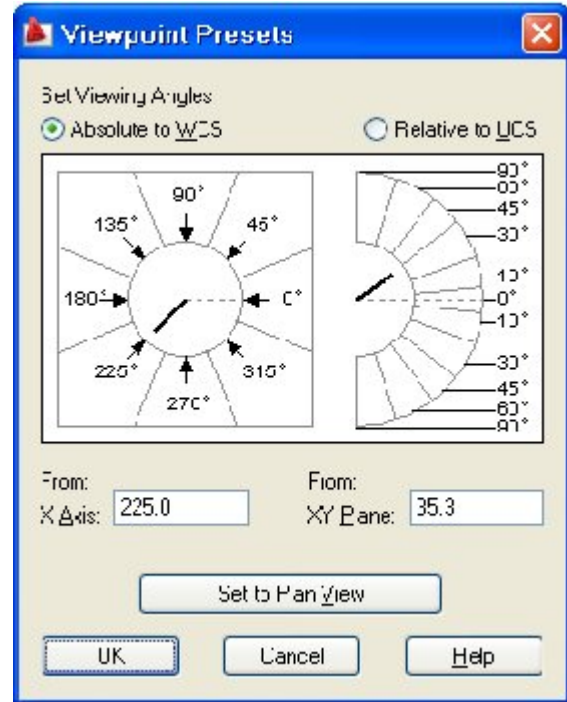 Viewpoint Presets
Set Viewing Angles
Absolute to WCS
Relative to UCS
90°
135° 45°
180° 0°
225° 315°
270°
90°
60°
45°
30°
10°
0°
-10°
-30°
-45°
-60°
-90°
From: From:
X Axis: 225.0 XY Plane: 35.3
Set to Plan View
OK Cancel Help